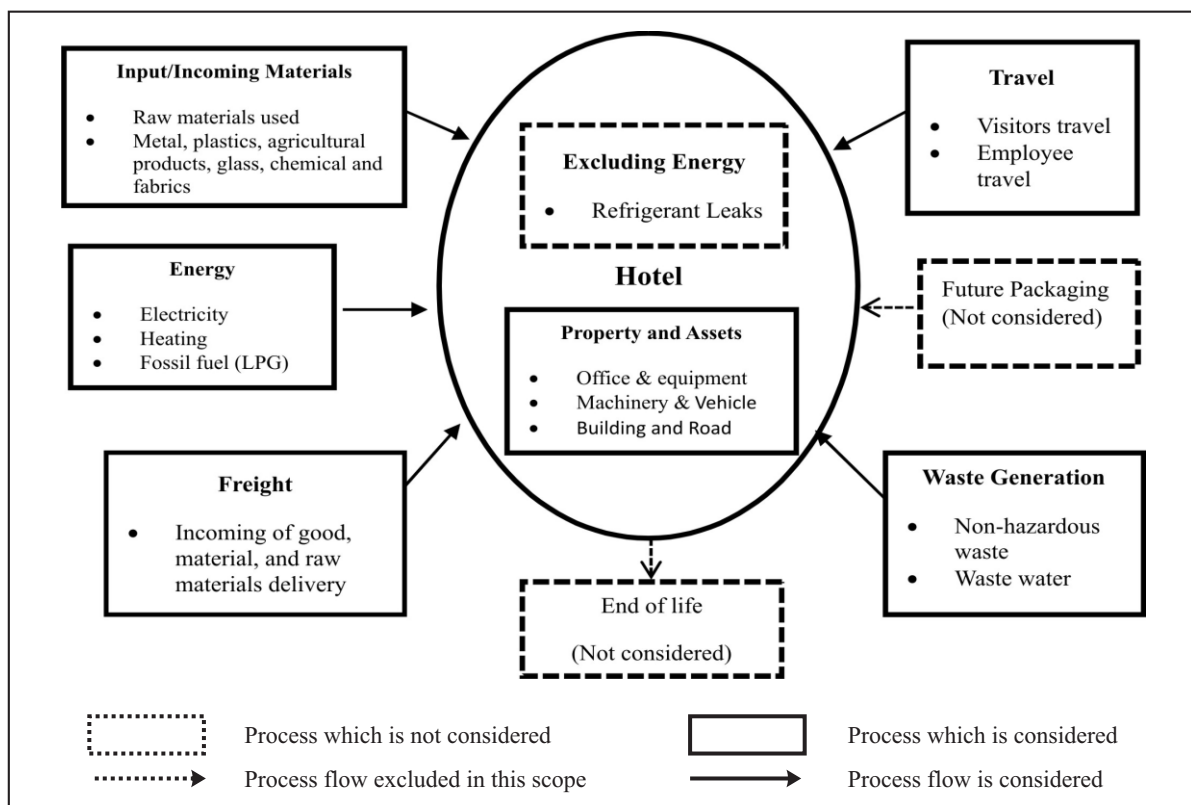 Input/Incoming Materials
● Raw materials used
● Metal, plastics, agricultural
products, glass, chemical and
fabrics
Energy
● Electricity
● Heating
● Fossil fuel (LPG)
Freight
● Incoming of good,
material, and raw
materials delivery
Excluding Energy
● Refrigerant Leaks
Hotel
Property and Assets
● Office & equipment
● Machinery & Vehicle
● Building and Road
End of life
(Not considered)
Travel
● Visitors travel
● Employee
travel
Future Packaging
(Not considered)
Waste Generation
● Non-hazardous
waste
● Waste water
Process which is not considered
Process which is considered
Process flow excluded in this scope
Process flow is considered